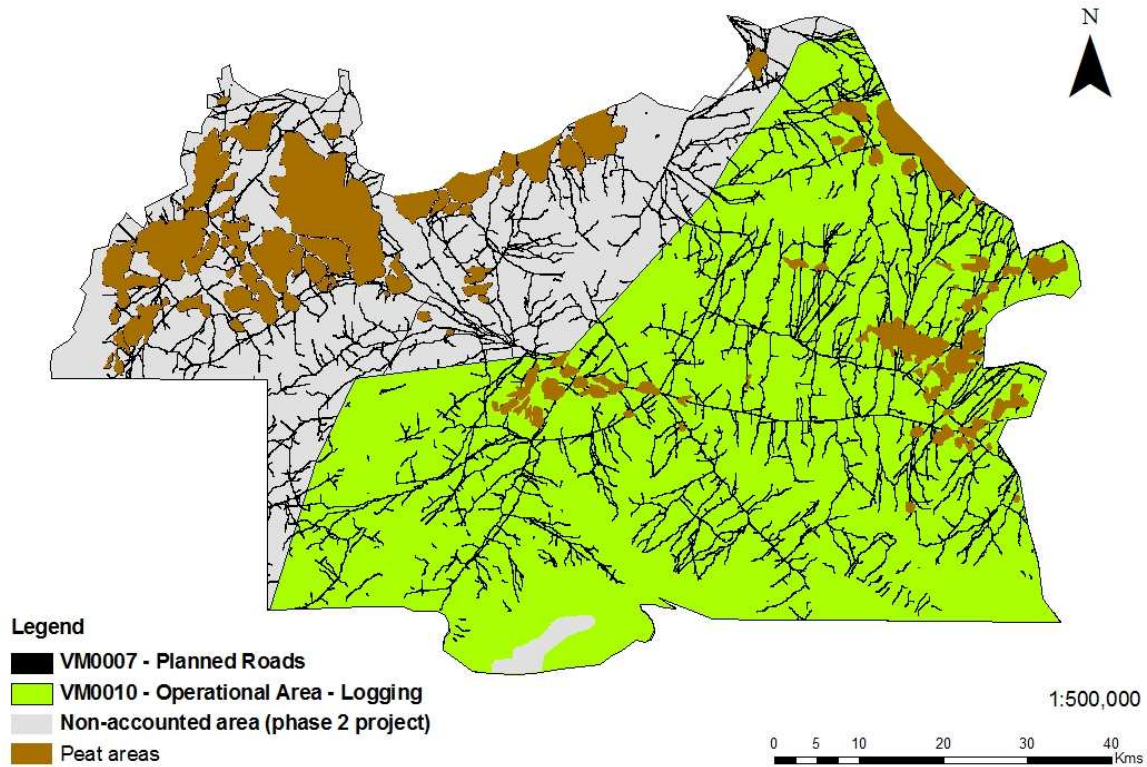 N
Legend
VM0007 - Planned Roads
VM0010 - Operational Area - Logging
Non-accounted area (phase 2 project)
Peat areas
1:500,000
0 5 10 20 30 40
Kms